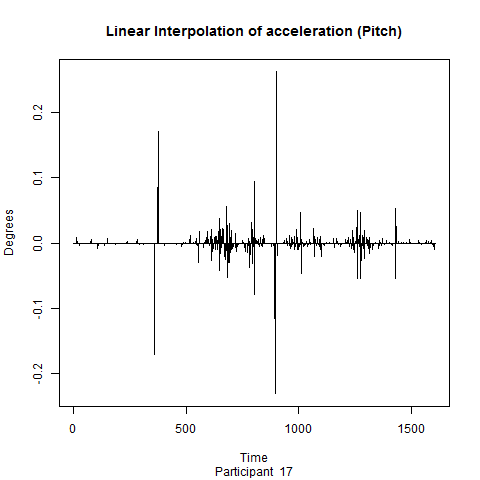 Linear Interpolation of acceleration (Pitch)
Degrees
0.2
0.1
0.0
-0.1
-0.2
0 500 1000 1500
Time
Participant 17